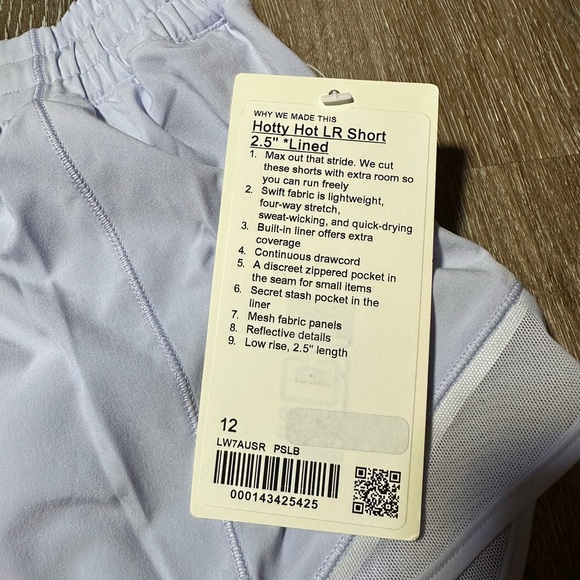 WHY WE MADE THIS
Hotty Hot LR Short
2.5" *Lined
1. Max out that stride. We cut
these shorts with extra room so
you can run freely
2. Swift fabric is lightweight,
four-way stretch,
sweat-wicking, and quick-drying
3. Built-in liner offers extra
coverage
4. Continuous drawcord
5. A discreet zippered pocket in
the seam for small items
6. Secret stash pocket in the
liner
7. Mesh fabric panels
8. Reflective details
9. Low rise, 2.5" length
12
LW7AUSR PSLB
000143425425